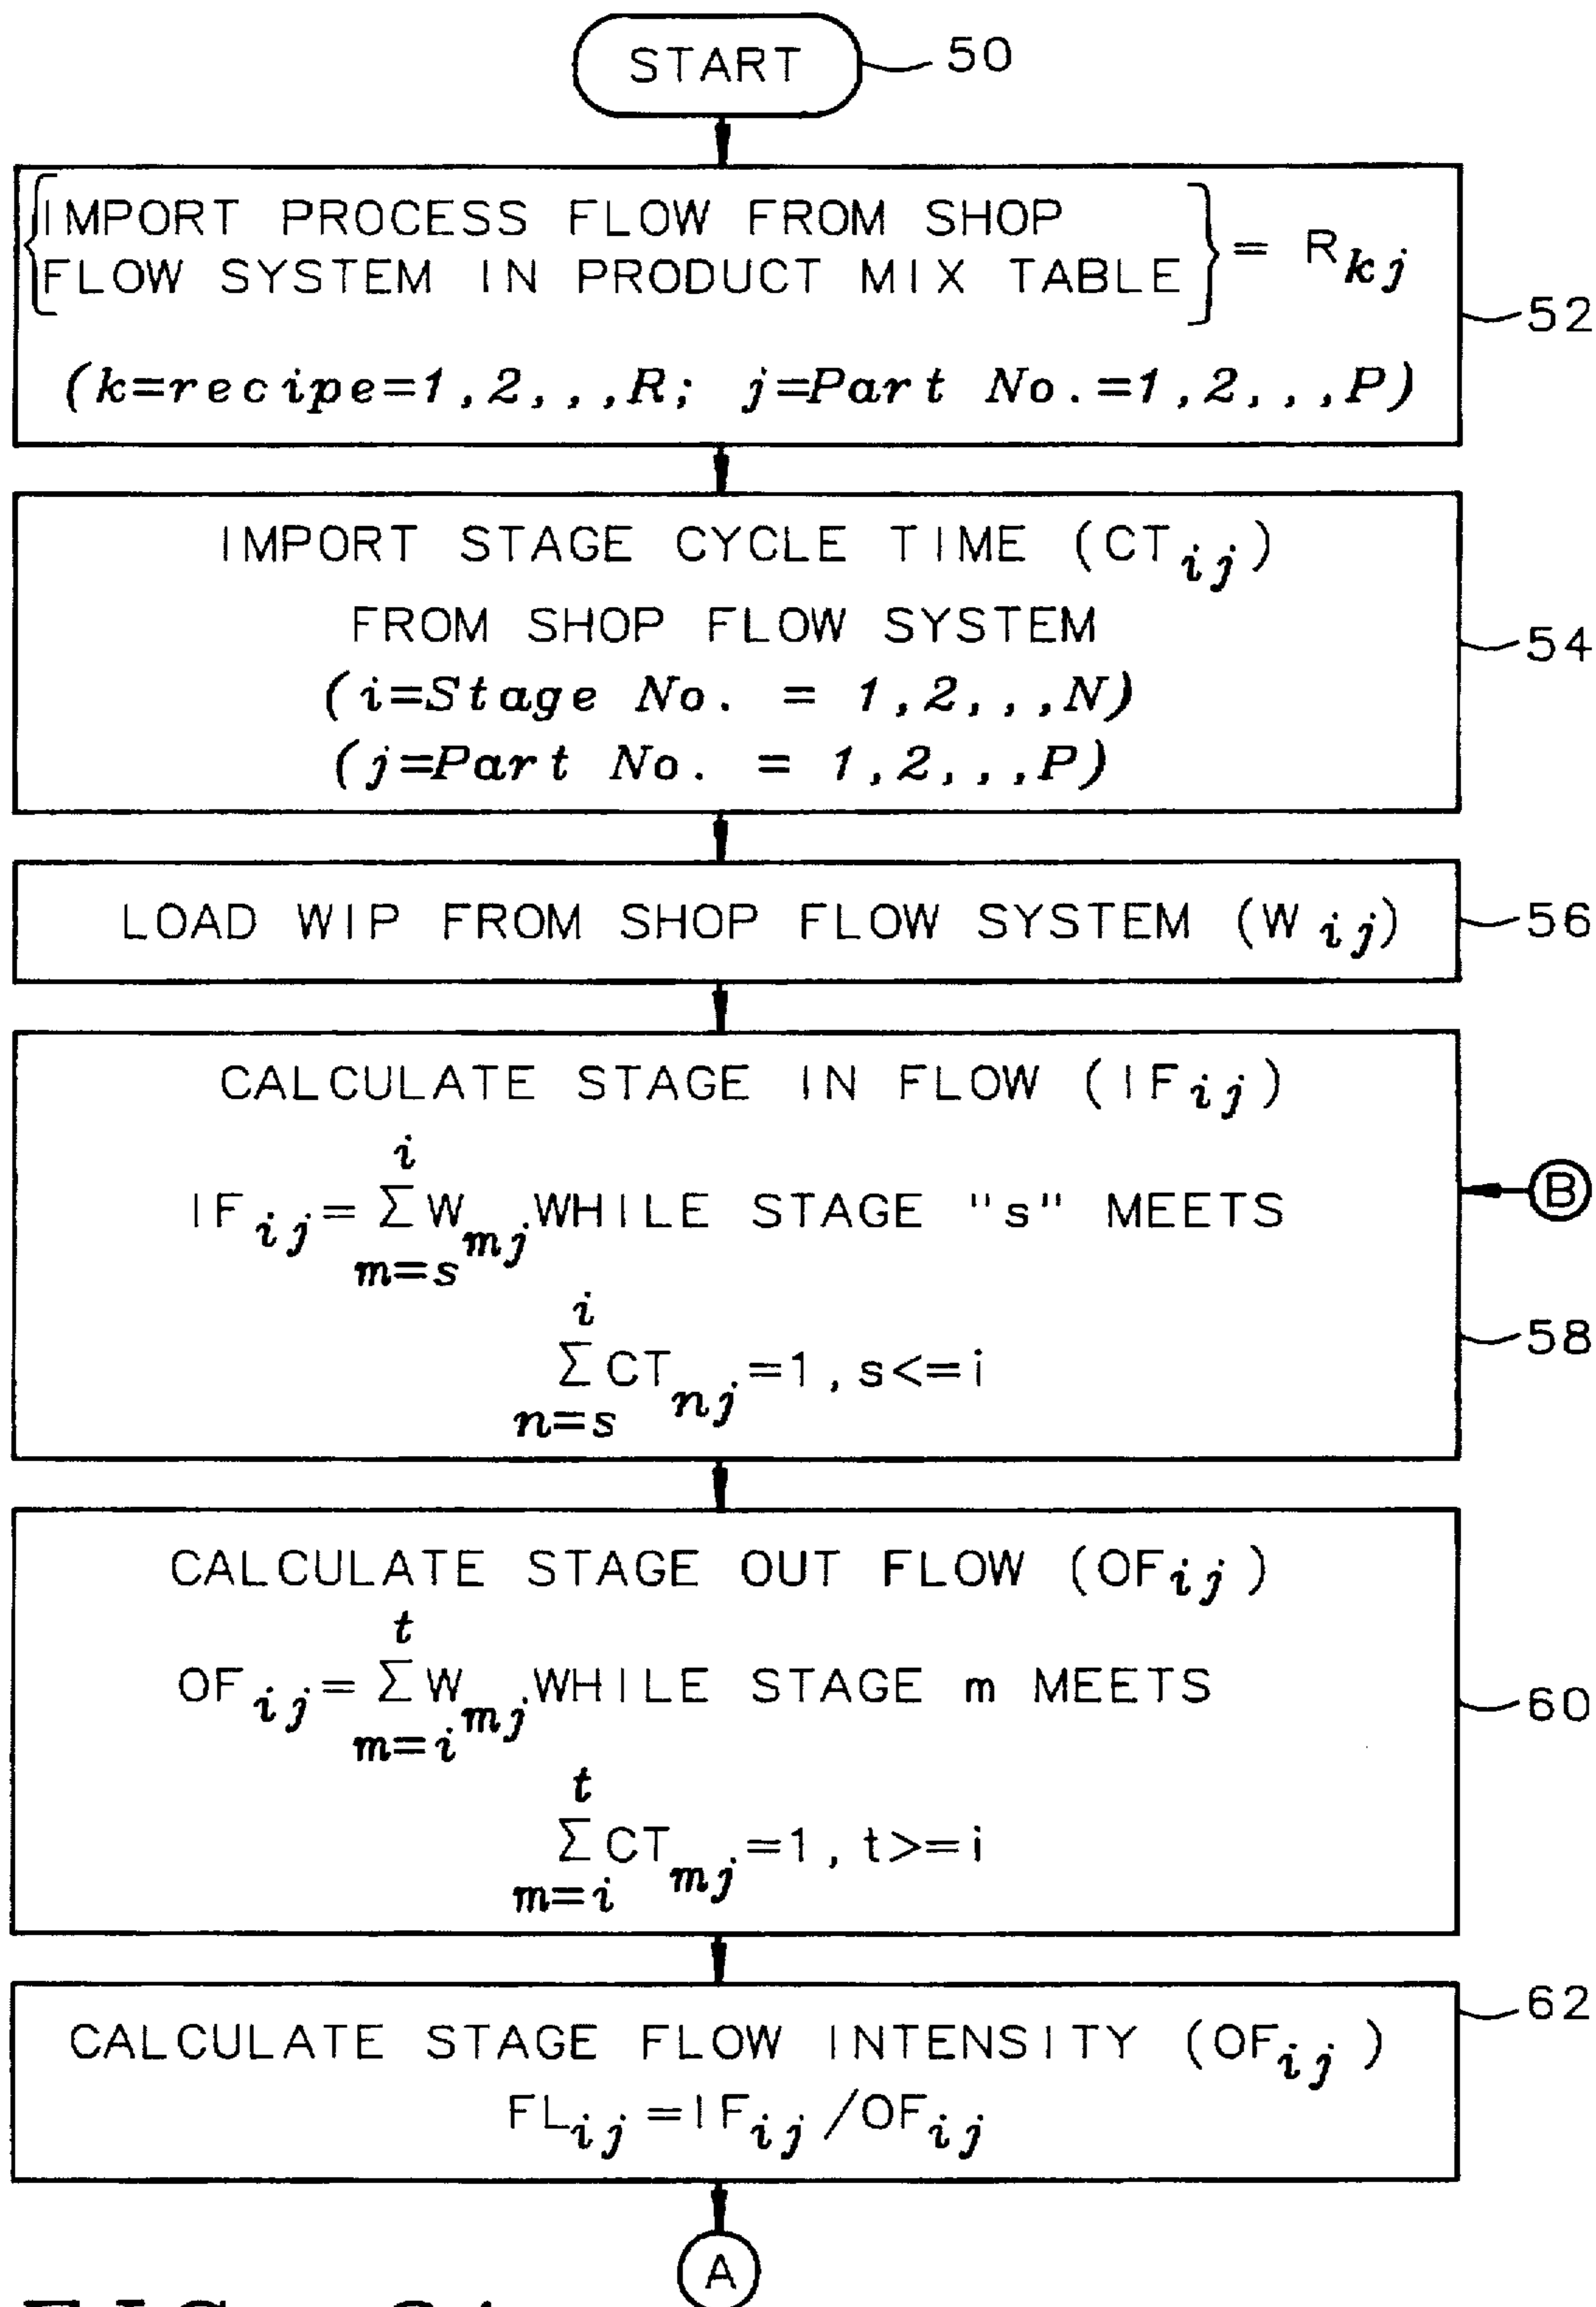 START
50
{IMPORT PROCESS FLOW FROM SHOP
FLOW SYSTEM IN PRODUCT MIX TABLE} = R_kj
(k=recipe=1,2,,,R; j=Part No.=1,2,,,P)
52
IMPORT STAGE CYCLE TIME (CT_ij)
FROM SHOP FLOW SYSTEM
(i=Stage No. = 1,2,,,N)
(j=Part No. = 1,2,,,P)
54
LOAD WIP FROM SHOP FLOW SYSTEM (W_ij)
56
CALCULATE STAGE IN FLOW (IF_ij)
i
IF_ij=ΣW_mj WHILE STAGE "s" MEETS
m=s
B
i
ΣCT_nj=1, s<=i
n=s
58
CALCULATE STAGE OUT FLOW (OF_ij)
t
OF_ij=ΣW_mj WHILE STAGE m MEETS
m=i
60
t
ΣCT_mj=1, t>=i
m=i
62
CALCULATE STAGE FLOW INTENSITY (OF_ij)
FL_ij=IF_ij/OF_ij
A